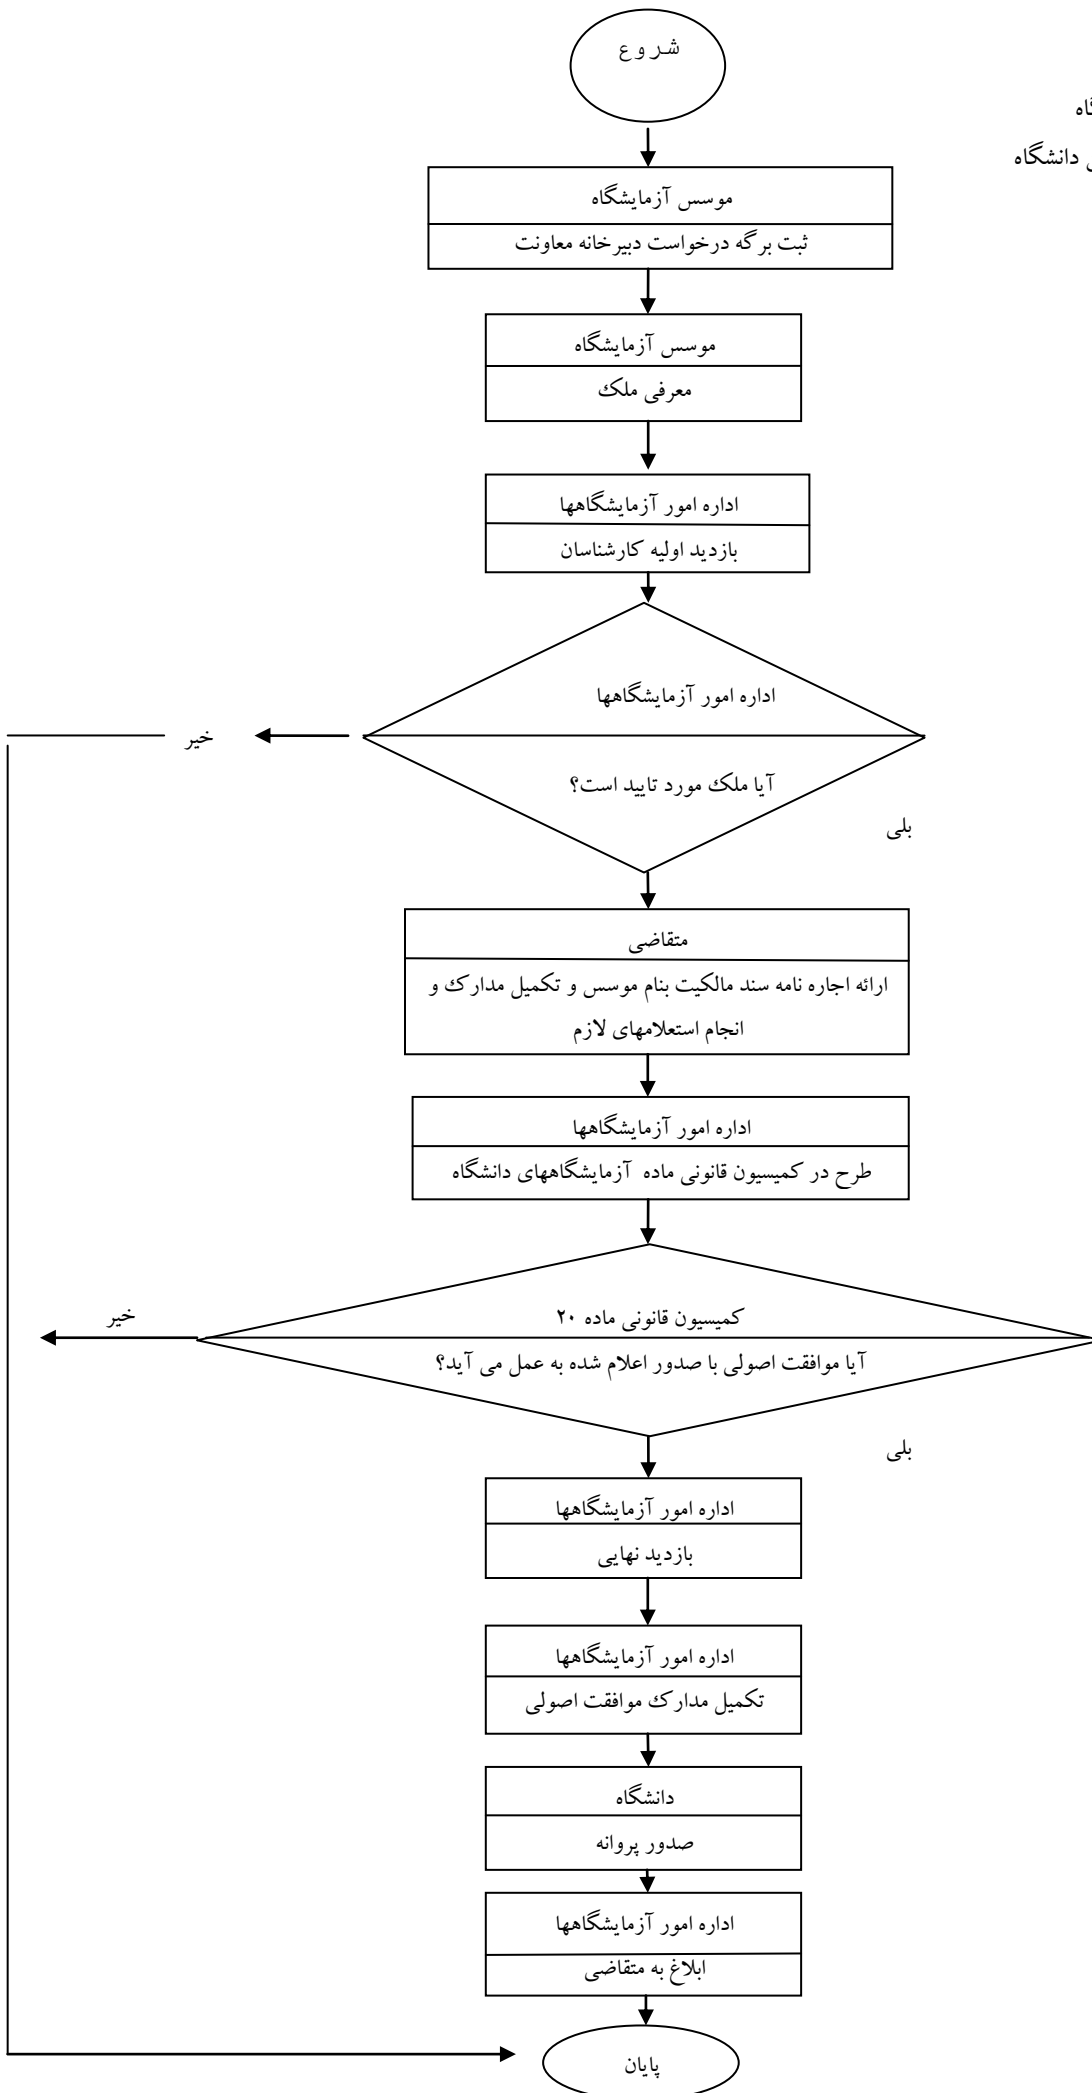 شروع
گاه
دانشگاه
موسس آزمایشگاه
ثبت برگه درخواست دبیرخانه معاونت
موسس آزمایشگاه
معرفی ملک
اداره امور آزمایشگاهها
بازدید اولیه کارشناسان
اداره امور آزمایشگاهها
خیر
آیا ملک مورد تایید است؟
بلی
متقاضی
ارائه اجاره نامه سند مالکیت بنام موسس و تکمیل مدارک و
انجام استعلامهای لازم
اداره امور آزمایشگاهها
طرح در کمیسیون قانونی ماده آزمایشگاههای دانشگاه
خیر
کمیسیون قانونی ماده ۲۰
آیا موافقت اصولی با صدور اعلام شده به عمل می آید؟
بلی
اداره امور آزمایشگاهها
بازدید نهایی
اداره امور آزمایشگاهها
تکمیل مدارک موافقت اصولی
دانشگاه
صدور پروانه
اداره امور آزمایشگاهها
ابلاغ به متقاضی
پایان